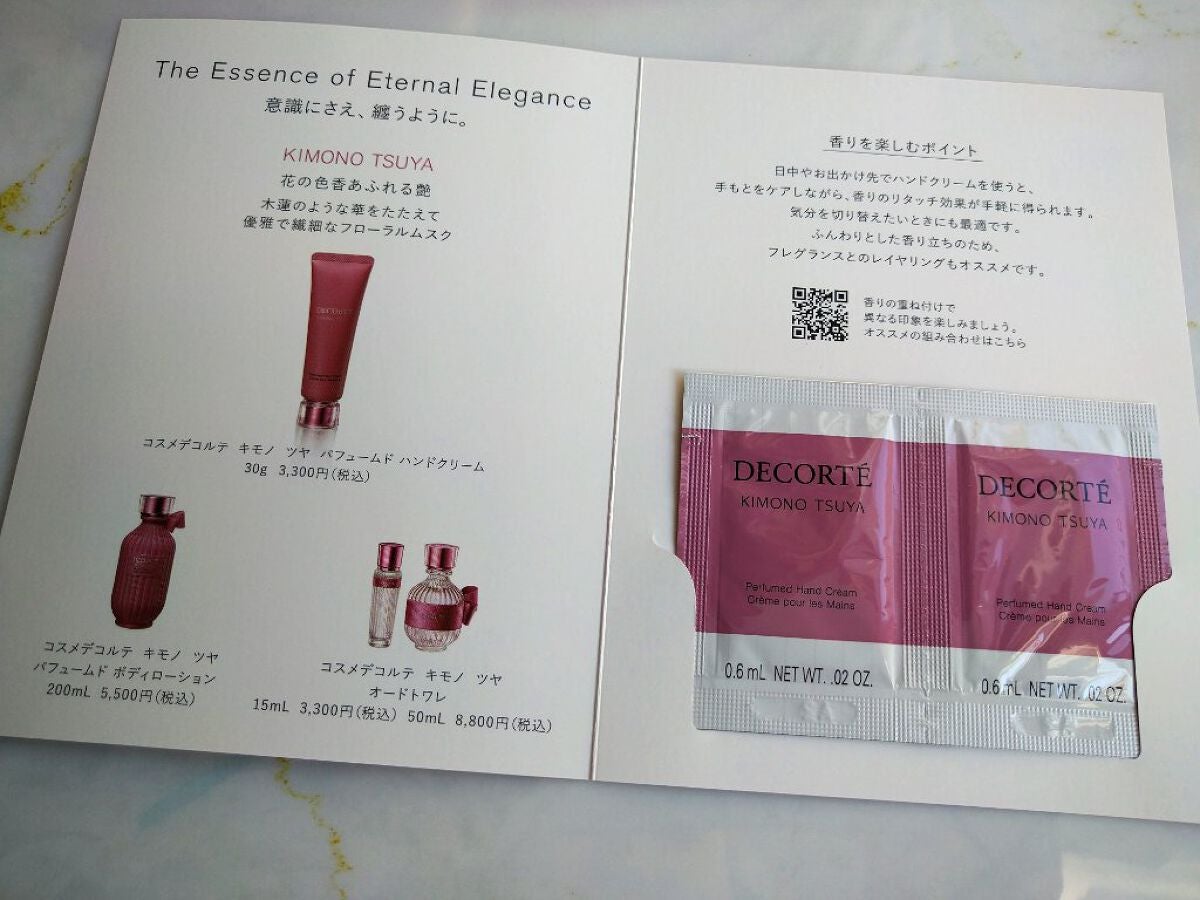 The Essence of Eternal Elegance
意識にさえ、纏うように。
KIMONO TSUYA
花の色香あふれる艶
木蓮のような華をたたえて
優雅で繊細なフローラルムスク
DECORTÉ
コスメデコルテ キモノ ツヤ パフュームド ハンドクリーム
30g 3,300円(税込)
コスメデコルテ キモノ ツヤ
パフュームド ボディローション
200mL 5,500円(税込)
コスメデコルテ キモノ ツヤ
オードトワレ
15mL 3,300円(税込) 50mL 8,800円(税込)
香りを楽しむポイント
日中やお出かけ先でハンドクリームを使うと、
手もとをケアしながら、香りのリタッチ効果が手軽に得られます。
気分を切り替えたいときにも最適です。
ふんわりとした香り立ちのため、
フレグランスとのレイヤリングもオススメです。
香りの重ね付けで
異なる印象を楽しみましょう。
オススメの組み合わせはこちら
DECORTÉ
KIMONO TSUYA
Perfumed Hand Cream
Crème pour les Mains
0.6 mL NET WT. .02 OZ.
DECORTÉ
KIMONO TSUYA
Perfumed Hand Cream
Crème pour les Mains
0.6 mL NET WT. .02 OZ.